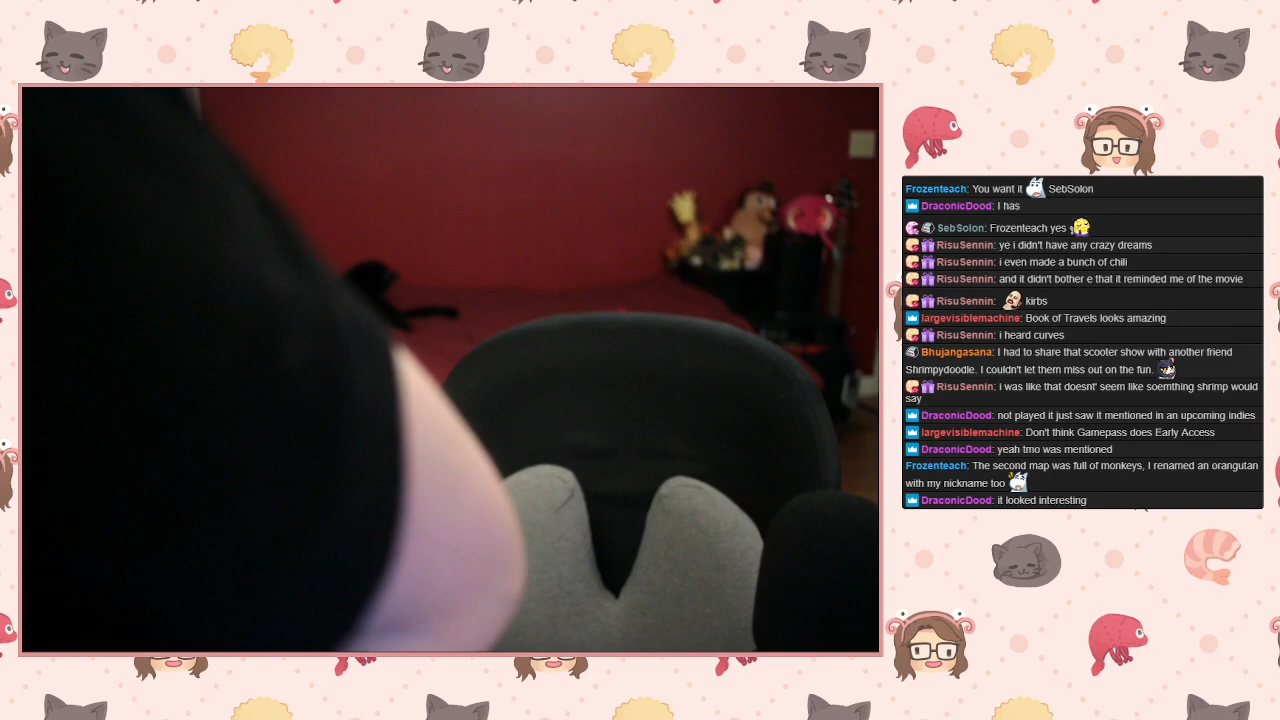 Frozenteach: You want it SebSolon
DraconicDood: I has
SebSolon: Frozenteach yes
RisuSennin: ye i didn't have any crazy dreams
RisuSennin: i even made a bunch of chili
RisuSennin: and it didn't bother e that it reminded me of the movie
RisuSennin: kirbs
largevisiblemachine: Book of Travels looks amazing
RisuSennin: i heard curves
Bhujangasana: I had to share that scooter show with another friend
Shrimpydoodle. I couldn't let them miss out on the fun.
RisuSennin: i was like that doesnt' seem like soemthing shrimp would
say
DraconicDood: not played it just saw it mentioned in an upcoming indies
largevisiblemachine: Don't think Gamepass does Early Access
DraconicDood: yeah tmo was mentioned
Frozenteach: The second map was full of monkeys, I renamed an orangutan
with my nickname too
DraconicDood: it looked interesting